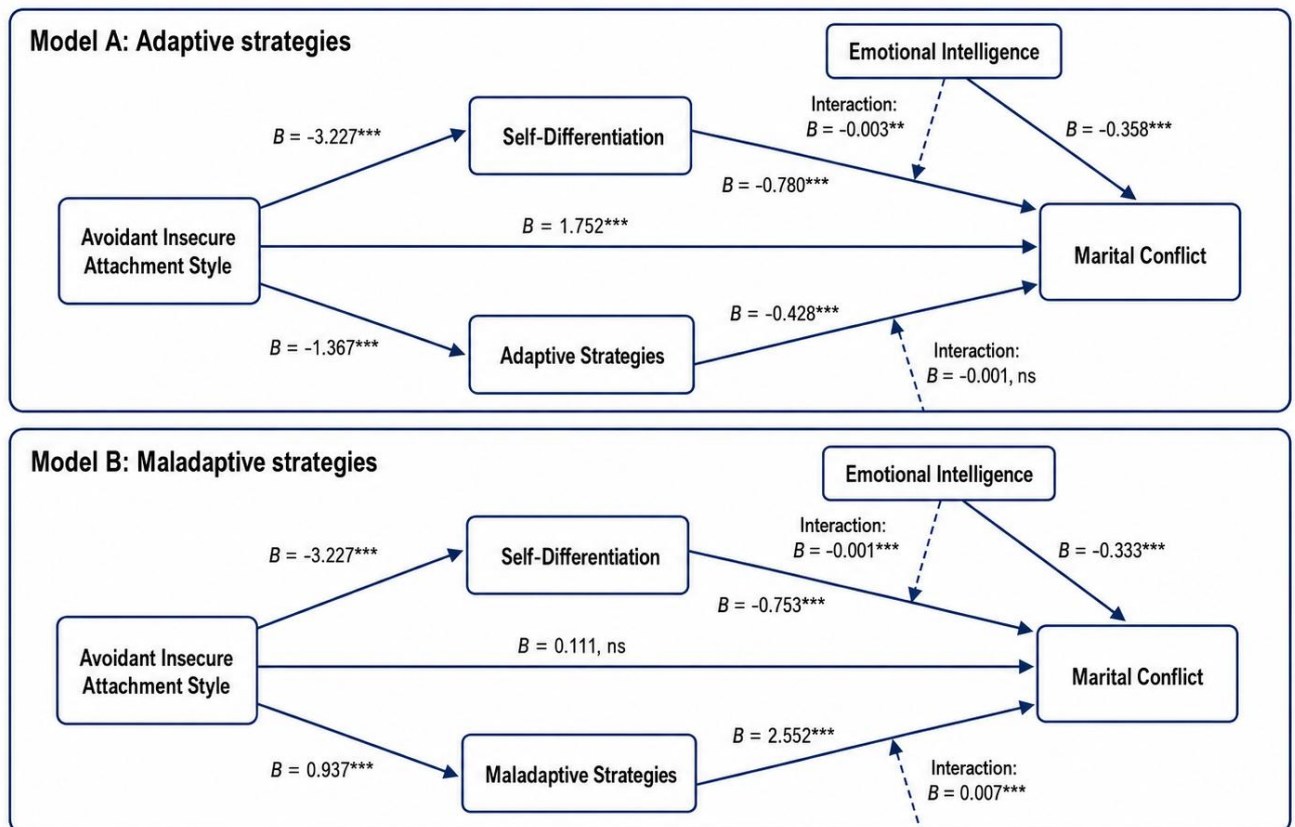 Model A: Adaptive strategies
Emotional Intelligence
Interaction:
B = -0.003**
B = -0.358***
B = -3.227***
Self-Differentiation
B = -0.780***
B = 1.752***
Avoidant Insecure
Attachment Style
Marital Conflict
B = -0.428***
B = -1.367***
Adaptive Strategies
Interaction:
B = -0.001, ns
Model B: Maladaptive strategies
Emotional Intelligence
Interaction:
B = -0.001***
B = -0.333***
B = -3.227***
Self-Differentiation
B = -0.753***
B = 0.111, ns
Avoidant Insecure
Attachment Style
Marital Conflict
B = 2.552***
B = 0.937***
Maladaptive Strategies
Interaction:
B = 0.007***